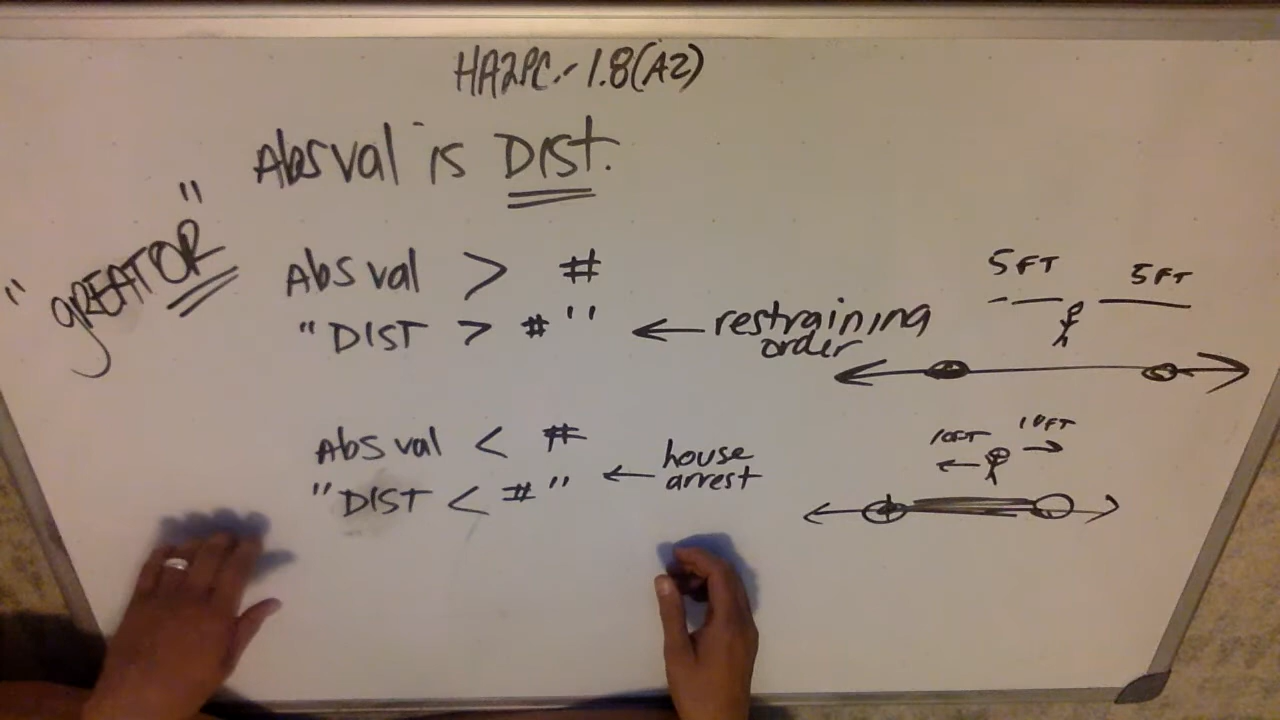 HA2PC.- 1.8(A2)
Abs val is DIST.
"gREATOR"
Abs val > #
"DIST > #" ← restraining order
5FT 5FT
Abs val < #
"DIST < #" ← house arrest
10FT 10FT